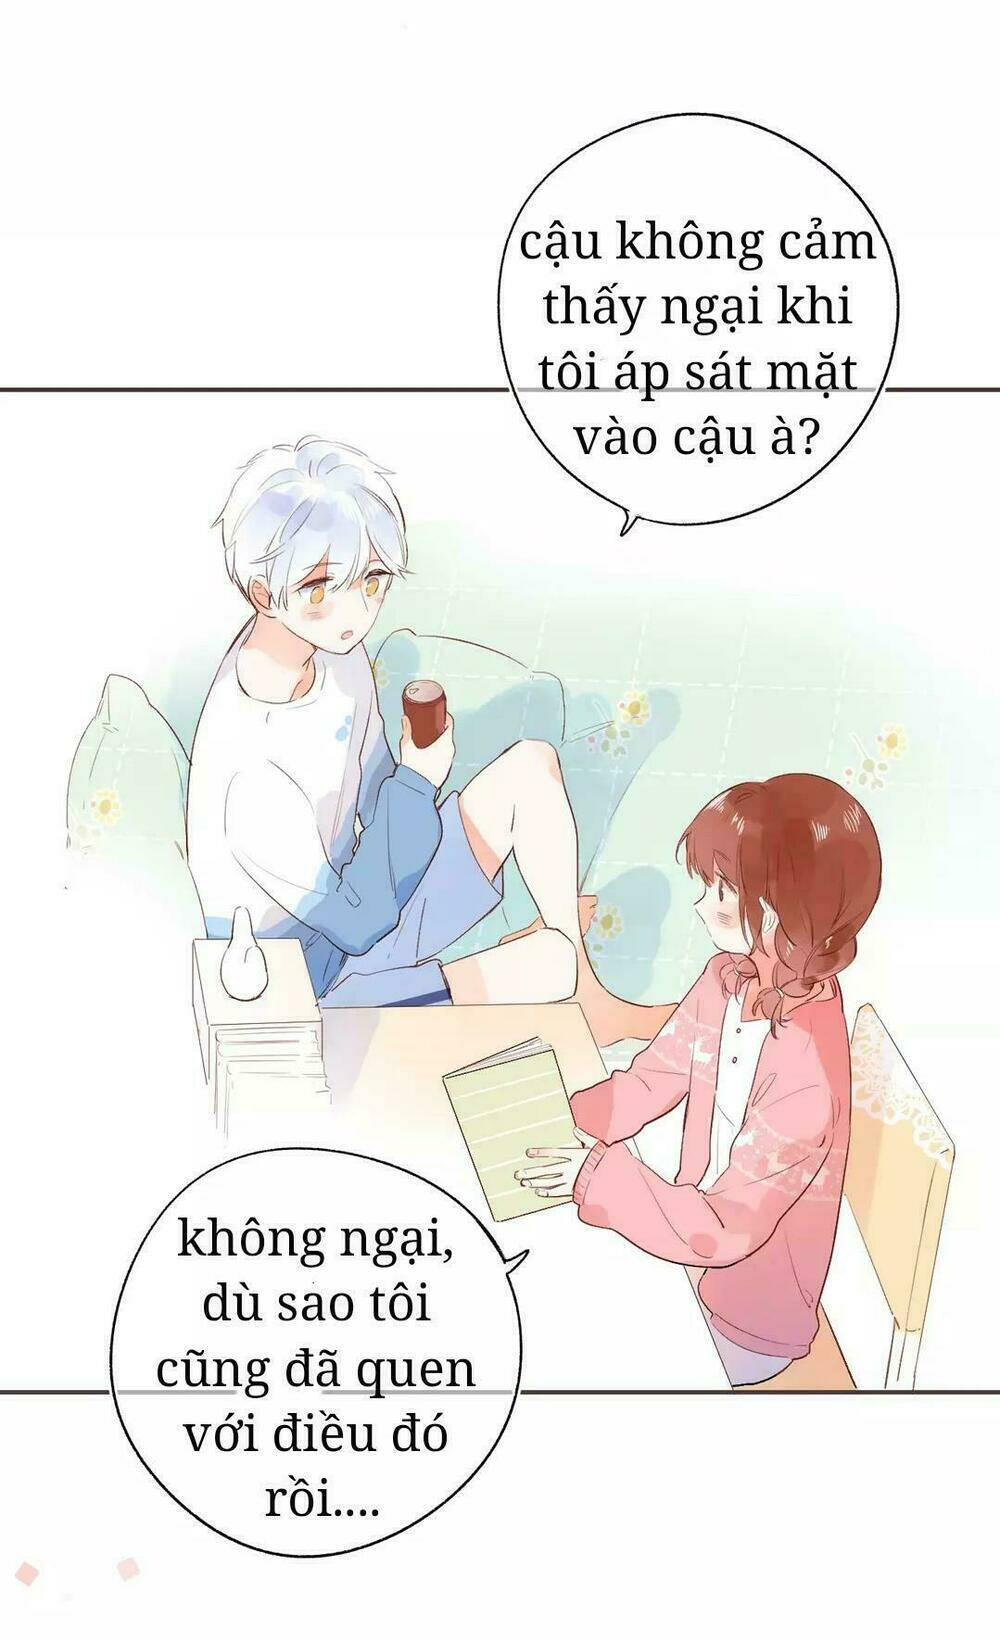 cậu không cảm
thấy ngại khi
tôi áp sát mặt
vào cậu à?
không ngại,
dù sao tôi
cũng đã quen
với điều đó
rồi....